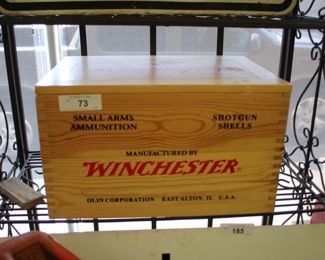 73
SMALL ARMS AMMUNITION
SHOTGUN SHELLS
MANUFACTURED BY
WINCHESTER®
OLIN CORPORATION EAST ALTON, IL U.S.A.
185